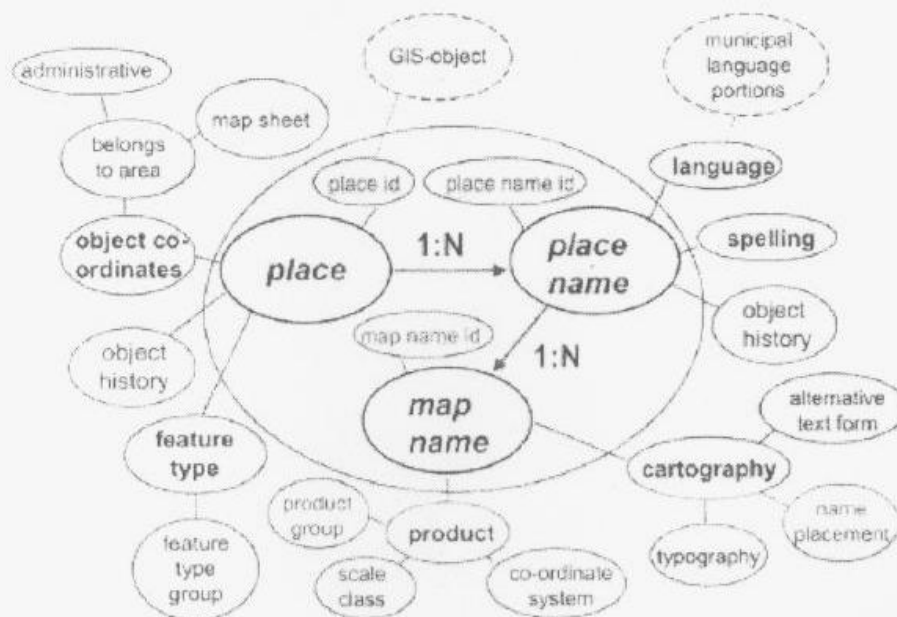 GIS-object
municipal
language
portions
administrative
map sheet
belongs
to area
language
place id
place name id
object co-
ordinates
place
1:N
place
name
spelling
object
history
map name id
1:N
object
history
map
name
alternative
text form
feature
type
cartography
product
group
product
name
placement
feature
type
group
scale
class
co-ordinate
system
typography